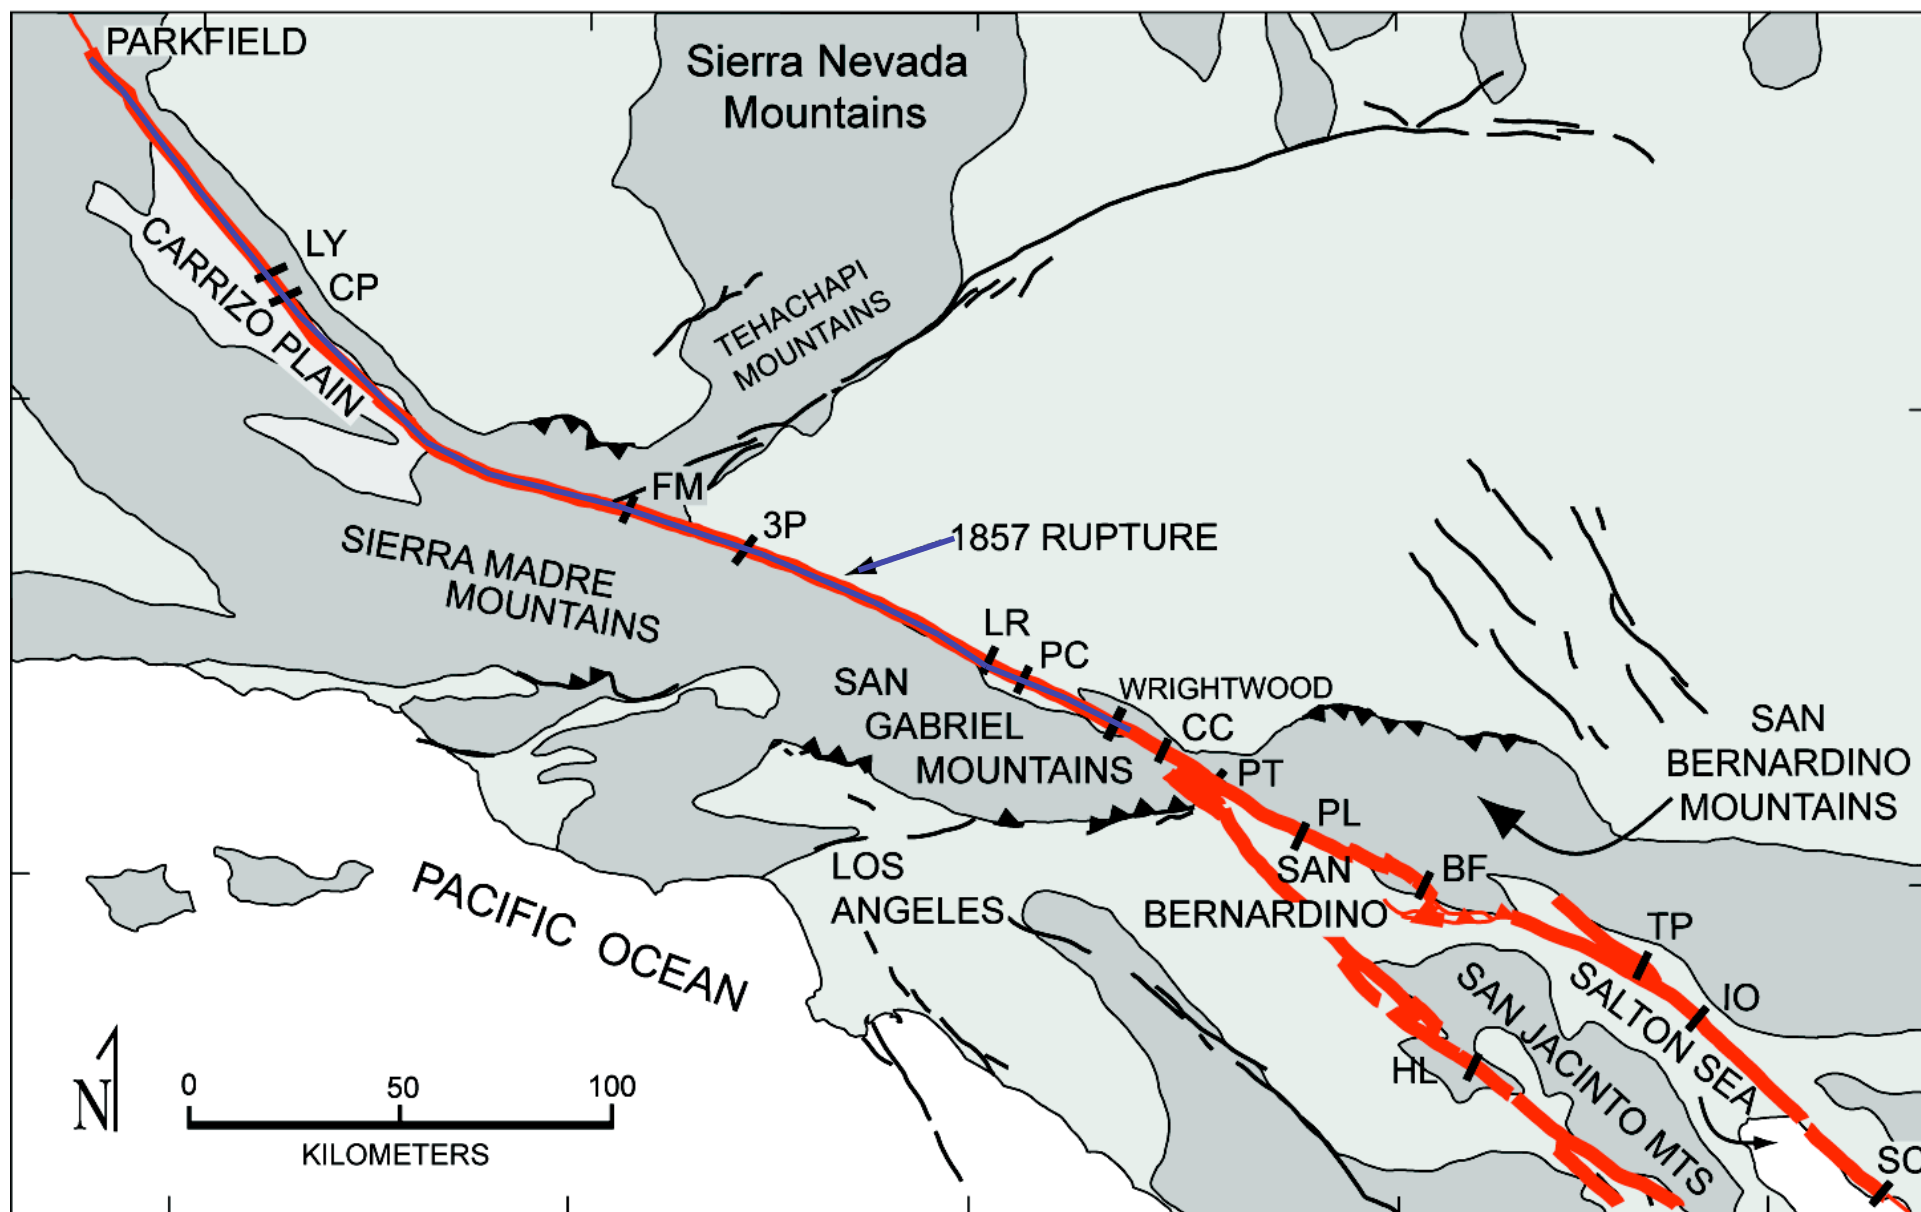 PARKFIELD
Sierra Nevada
Mountains
LY
CP
CARRIZO PLAIN
TEHACHAPI
MOUNTAINS
FM
3P
1857 RUPTURE
SIERRA MADRE
MOUNTAINS
LR
PC
WRIGHTWOOD
CC
SAN
GABRIEL
MOUNTAINS
PT
SAN
BERNARDINO
MOUNTAINS
PL
SAN
BERNARDINO
BF
LOS
ANGELES
PACIFIC OCEAN
TP
IO
SALTON SEA
SAN JACINTO MTS
HL
SC
N
0 50 100
KILOMETERS